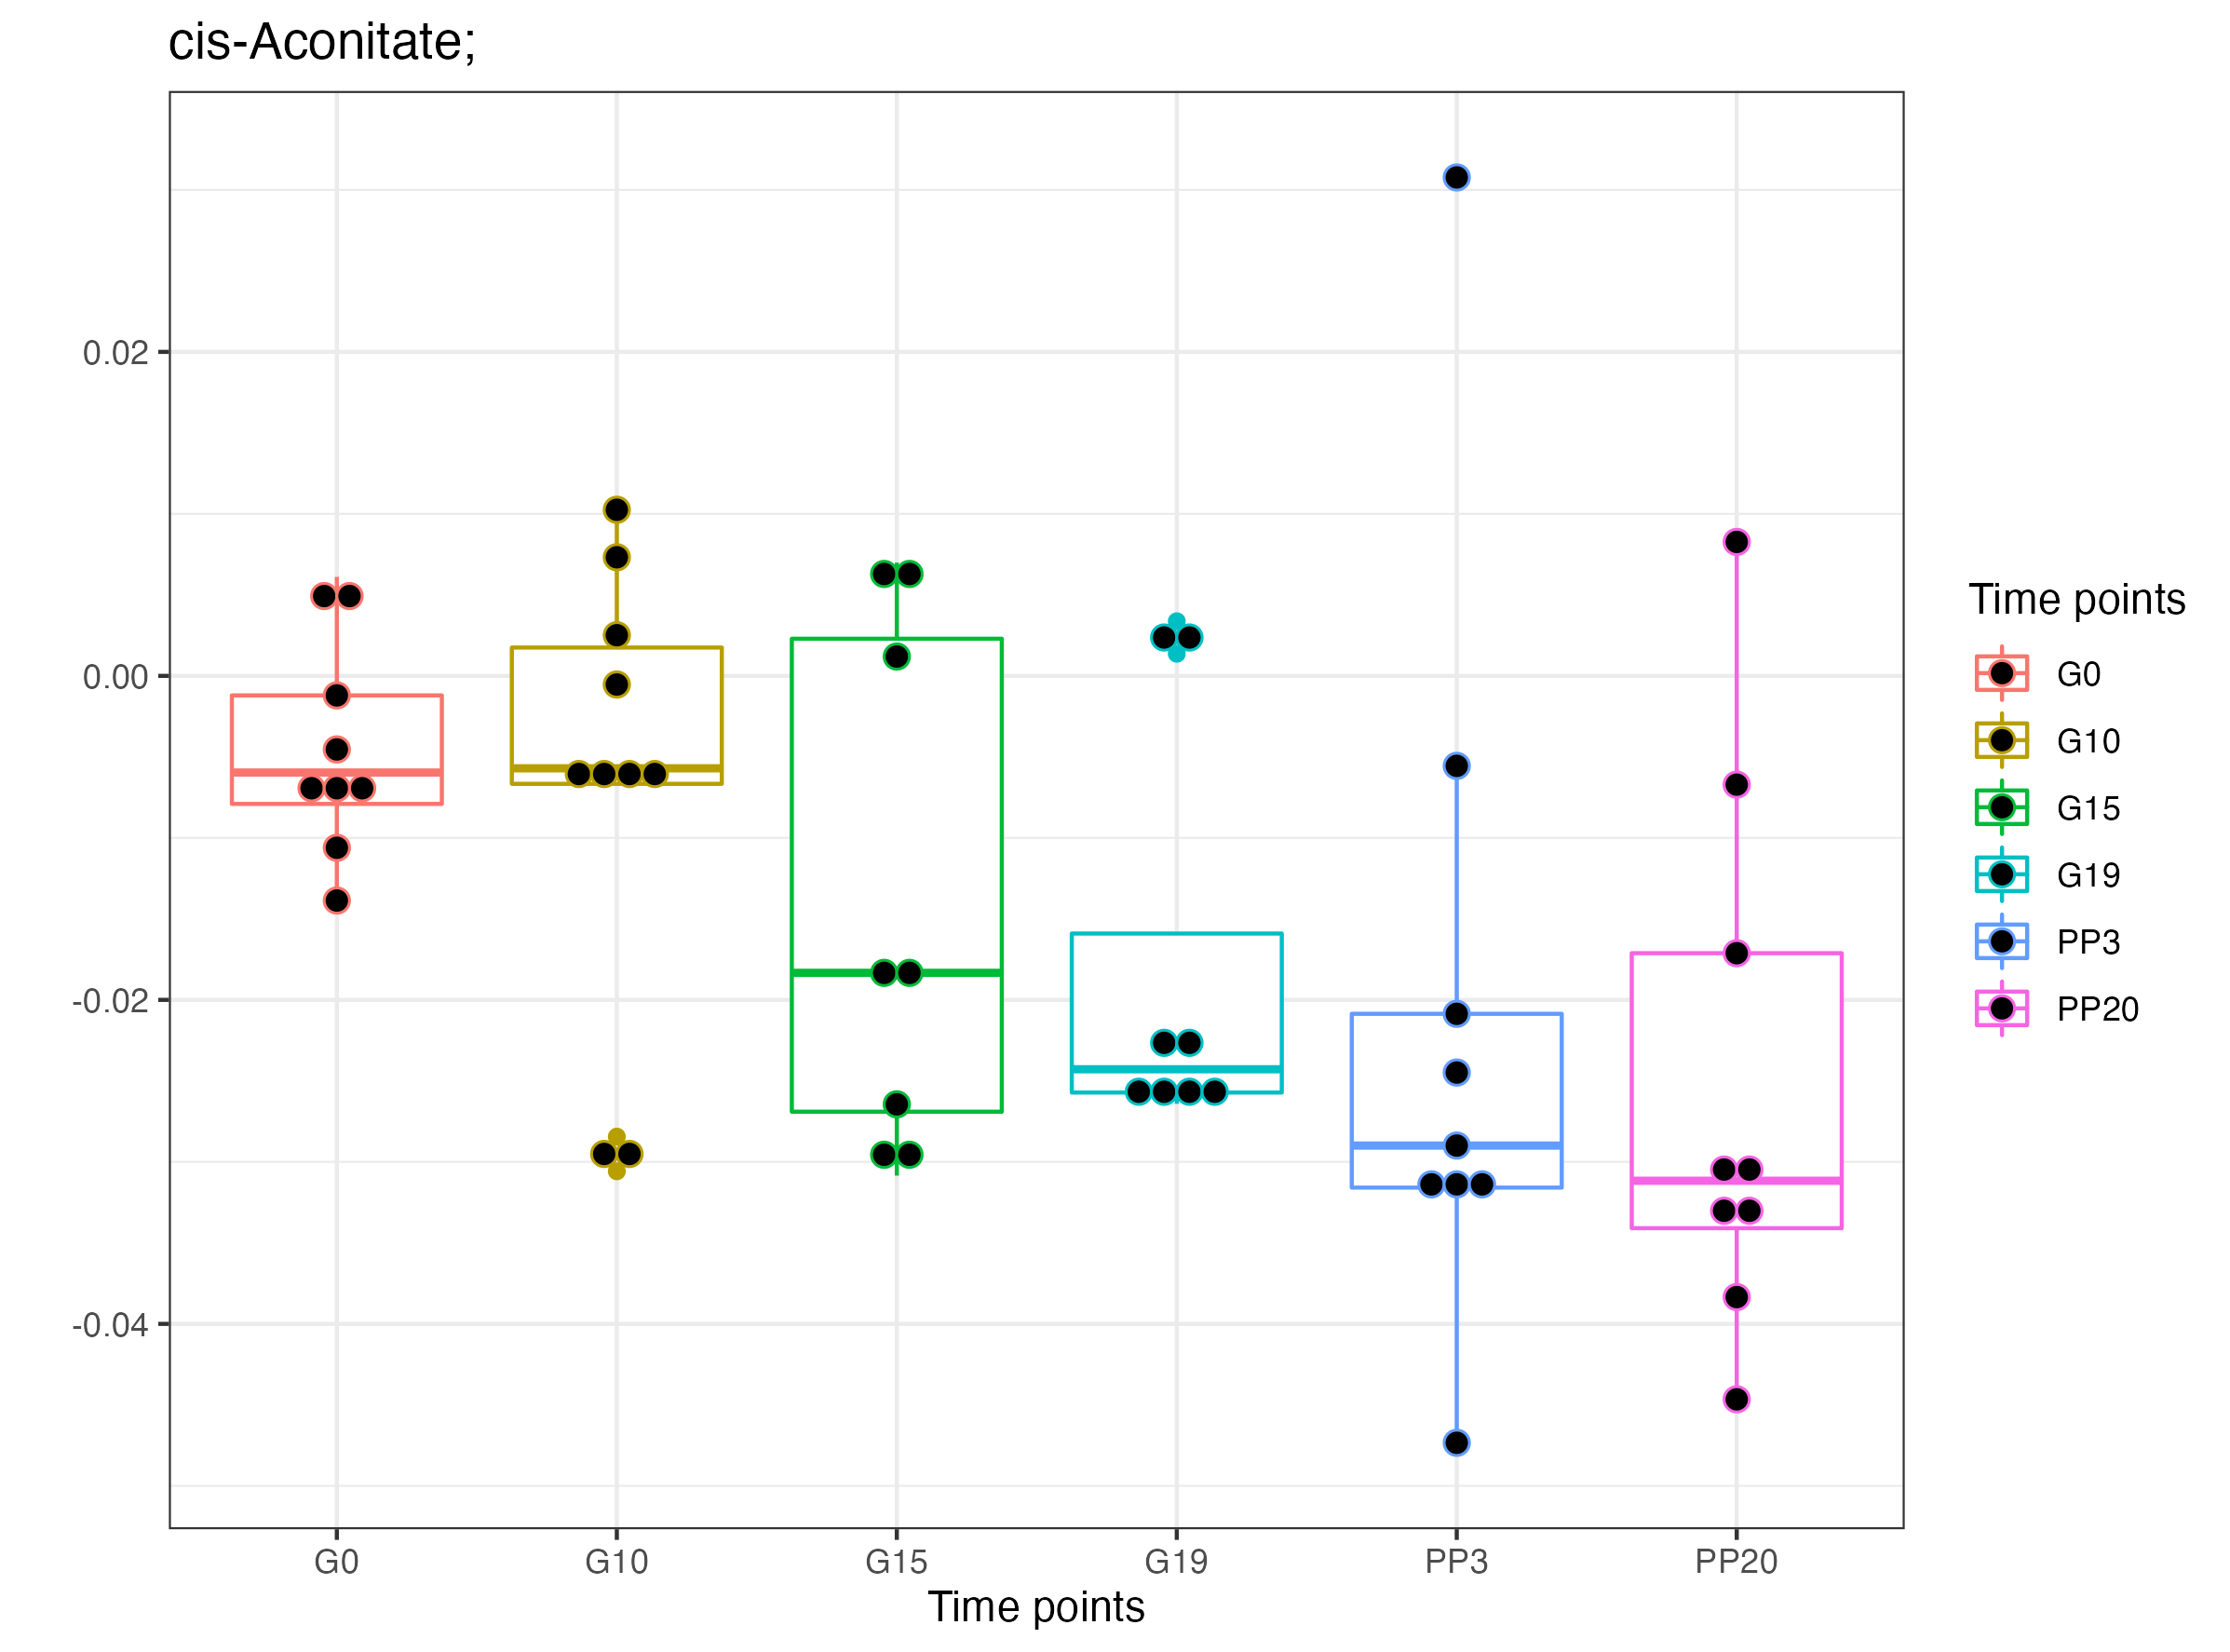 cis-Aconitate;
0.02
0.00
-0.02
-0.04
G0 G10 G15 G19 PP3 PP20
Time points
Time points
G0
G10
G15
G19
PP3
PP20